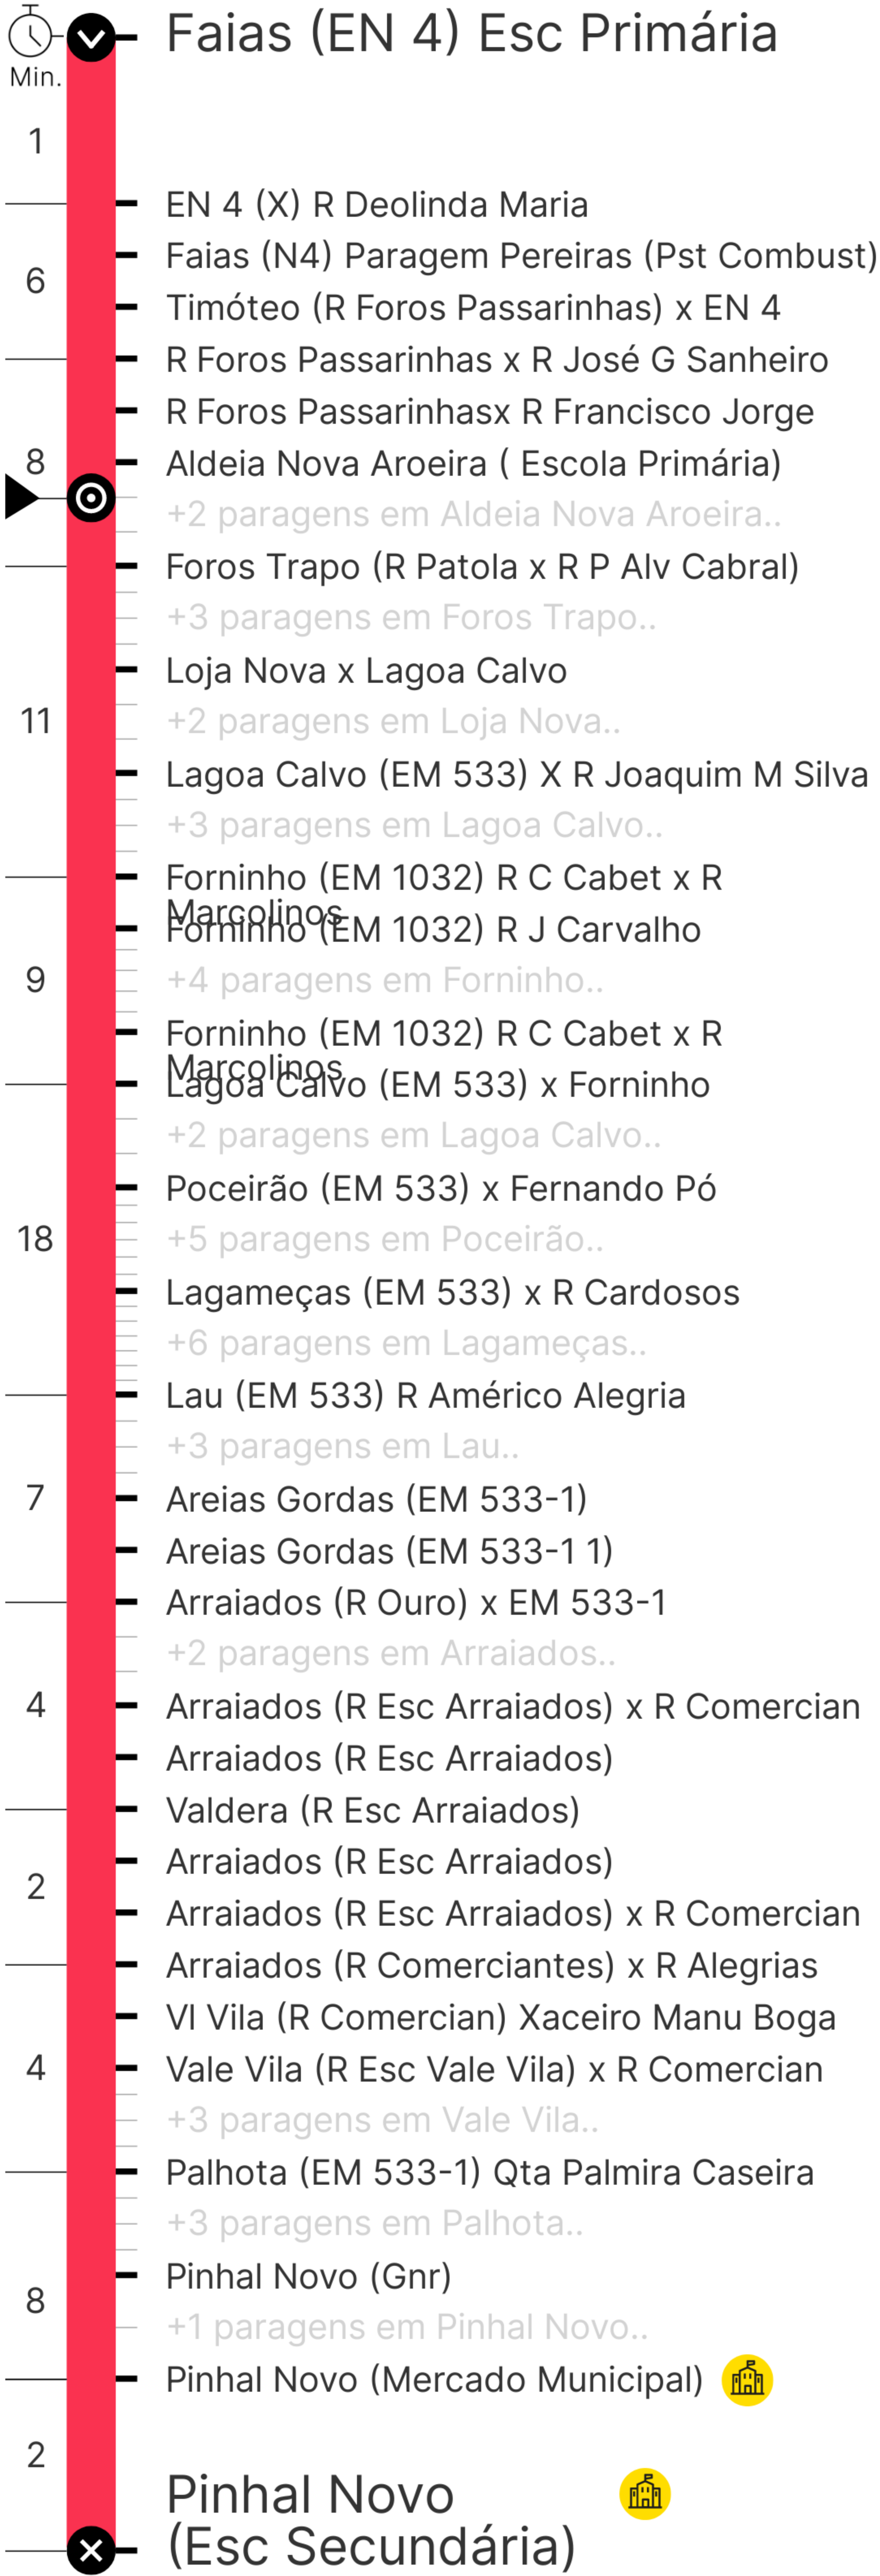 Faias (EN 4) Esc Primária
Min.
1
EN 4 (X) R Deolinda Maria
Faias (N4) Paragem Pereiras (Pst Combust)
6
Timóteo (R Foros Passarinhas) x EN 4
R Foros Passarinhas x R José G Sanheiro
R Foros Passarinhasx R Francisco Jorge
8
Aldeia Nova Aroeira ( Escola Primária)
+2 paragens em Aldeia Nova Aroeira..
Foros Trapo (R Patola x R P Alv Cabral)
+3 paragens em Foros Trapo..
Loja Nova x Lagoa Calvo
11
+2 paragens em Loja Nova..
Lagoa Calvo (EM 533) X R Joaquim M Silva
+3 paragens em Lagoa Calvo..
Forninho (EM 1032) R C Cabet x R
Marcolinos
Forninho (EM 1032) R J Carvalho
9
+4 paragens em Forninho..
Forninho (EM 1032) R C Cabet x R
Marcolinos
Lagoa Calvo (EM 533) x Forninho
+2 paragens em Lagoa Calvo..
Poceirão (EM 533) x Fernando Pó
18
+5 paragens em Poceirão..
Lagameças (EM 533) x R Cardosos
+6 paragens em Lagameças..
Lau (EM 533) R Américo Alegria
+3 paragens em Lau..
7
Areias Gordas (EM 533-1)
Areias Gordas (EM 533-1 1)
Arraiados (R Ouro) x EM 533-1
+2 paragens em Arraiados..
4
Arraiados (R Esc Arraiados) x R Comercian
Arraiados (R Esc Arraiados)
Valdera (R Esc Arraiados)
Arraiados (R Esc Arraiados)
2
Arraiados (R Esc Arraiados) x R Comercian
Arraiados (R Comerciantes) x R Alegrias
Vl Vila (R Comercian) Xaceiro Manu Boga
4
Vale Vila (R Esc Vale Vila) x R Comercian
+3 paragens em Vale Vila..
Palhota (EM 533-1) Qta Palmira Caseira
+3 paragens em Palhota..
Pinhal Novo (Gnr)
8
+1 paragens em Pinhal Novo..
Pinhal Novo (Mercado Municipal)
2
Pinhal Novo
(Esc Secundária)